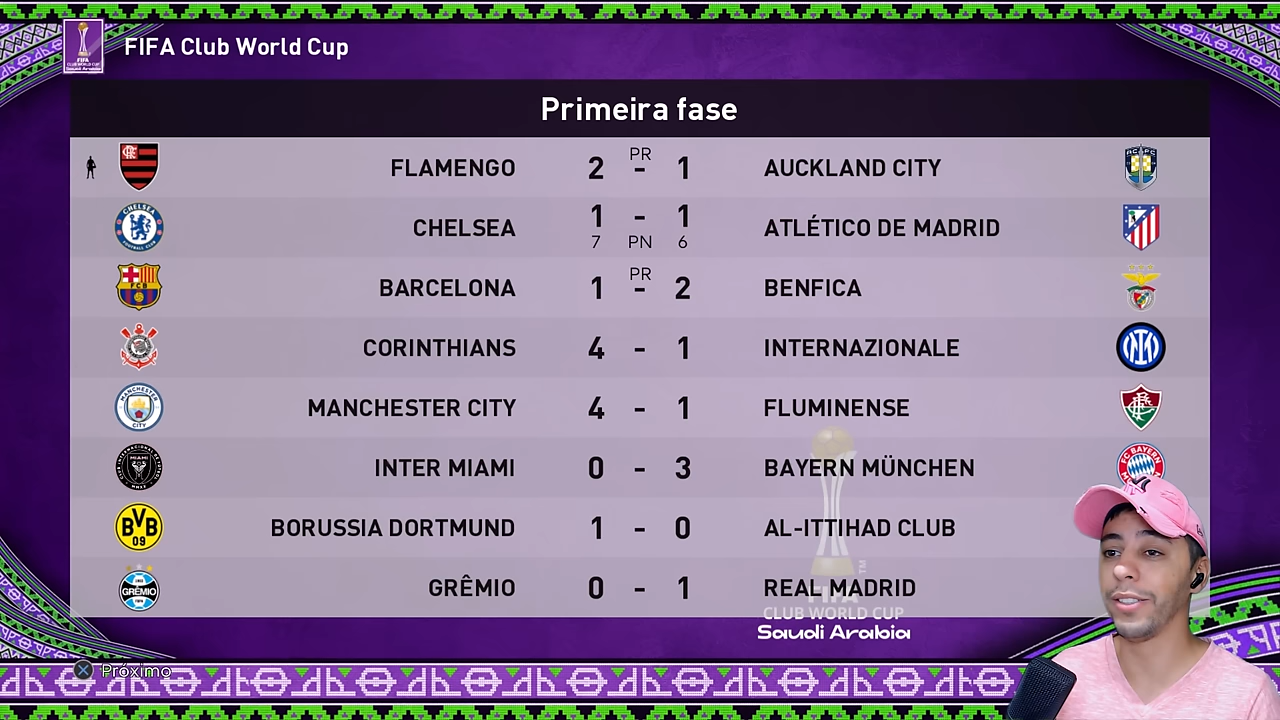 FIFA Club World Cup
Primeira fase
FLAMENGO 2 PR - 1 AUCKLAND CITY
CHELSEA 1 - 1 ATLÉTICO DE MADRID
7 PN 6
BARCELONA 1 PR - 2 BENFICA
CORINTHIANS 4 - 1 INTERNAZIONALE
MANCHESTER CITY 4 - 1 FLUMINENSE
INTER MIAMI 0 - 3 BAYERN MÜNCHEN
BORUSSIA DORTMUND 1 - 0 AL-ITTIHAD CLUB
GRÊMIO 0 - 1 REAL MADRID
FIFA
CLUB WORLD CUP
Saudi Arabia
Próximo